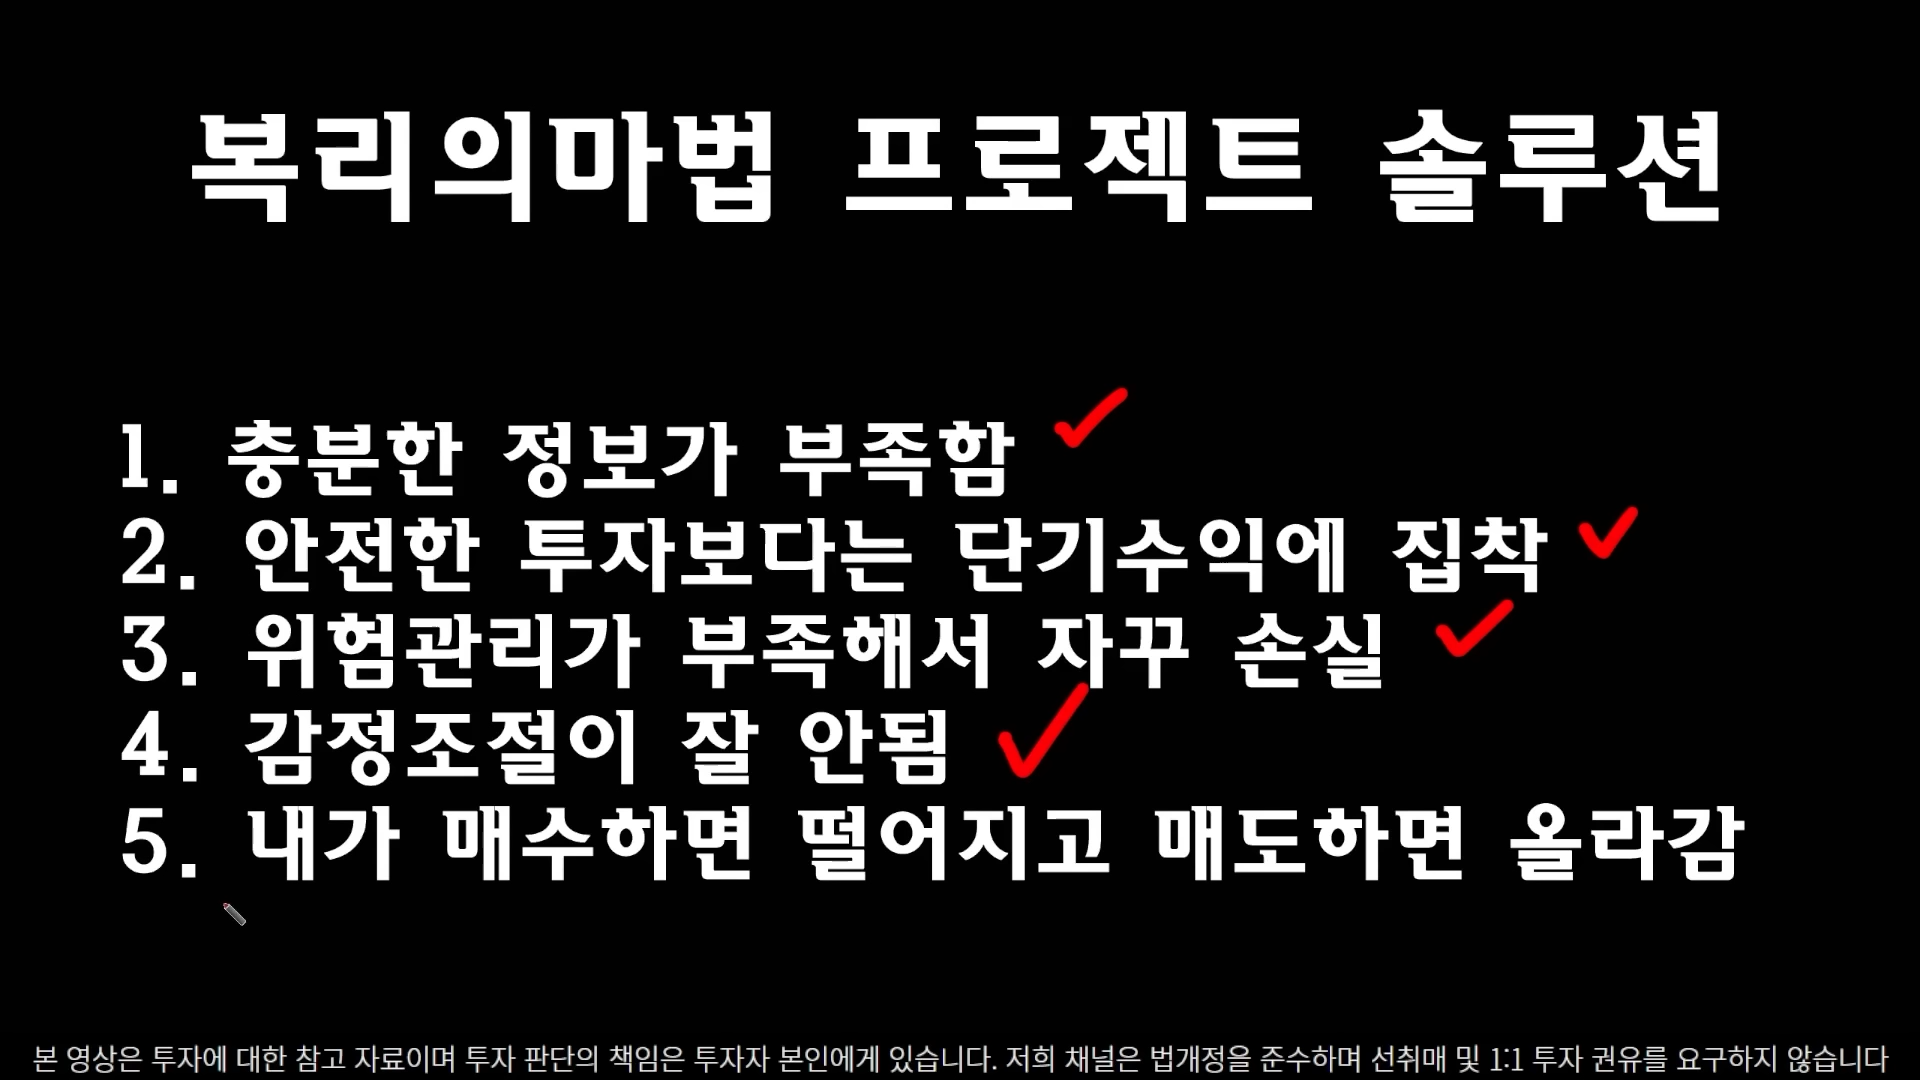 복리의마법 프로젝트 솔루션
1. 충분한 정보가 부족함
2. 안전한 투자보다는 단기수익에 집착
3. 위험관리가 부족해서 자꾸 손실
4. 감정조절이 잘 안됨
5. 내가 매수하면 떨어지고 매도하면 올라감
본 영상은 투자에 대한 참고 자료이며 투자 판단의 책임은 투자자 본인에게 있습니다. 저희 채널은 법개정을 준수하며 선취매 및 1:1 투자 권유를 요구하지 않습니다